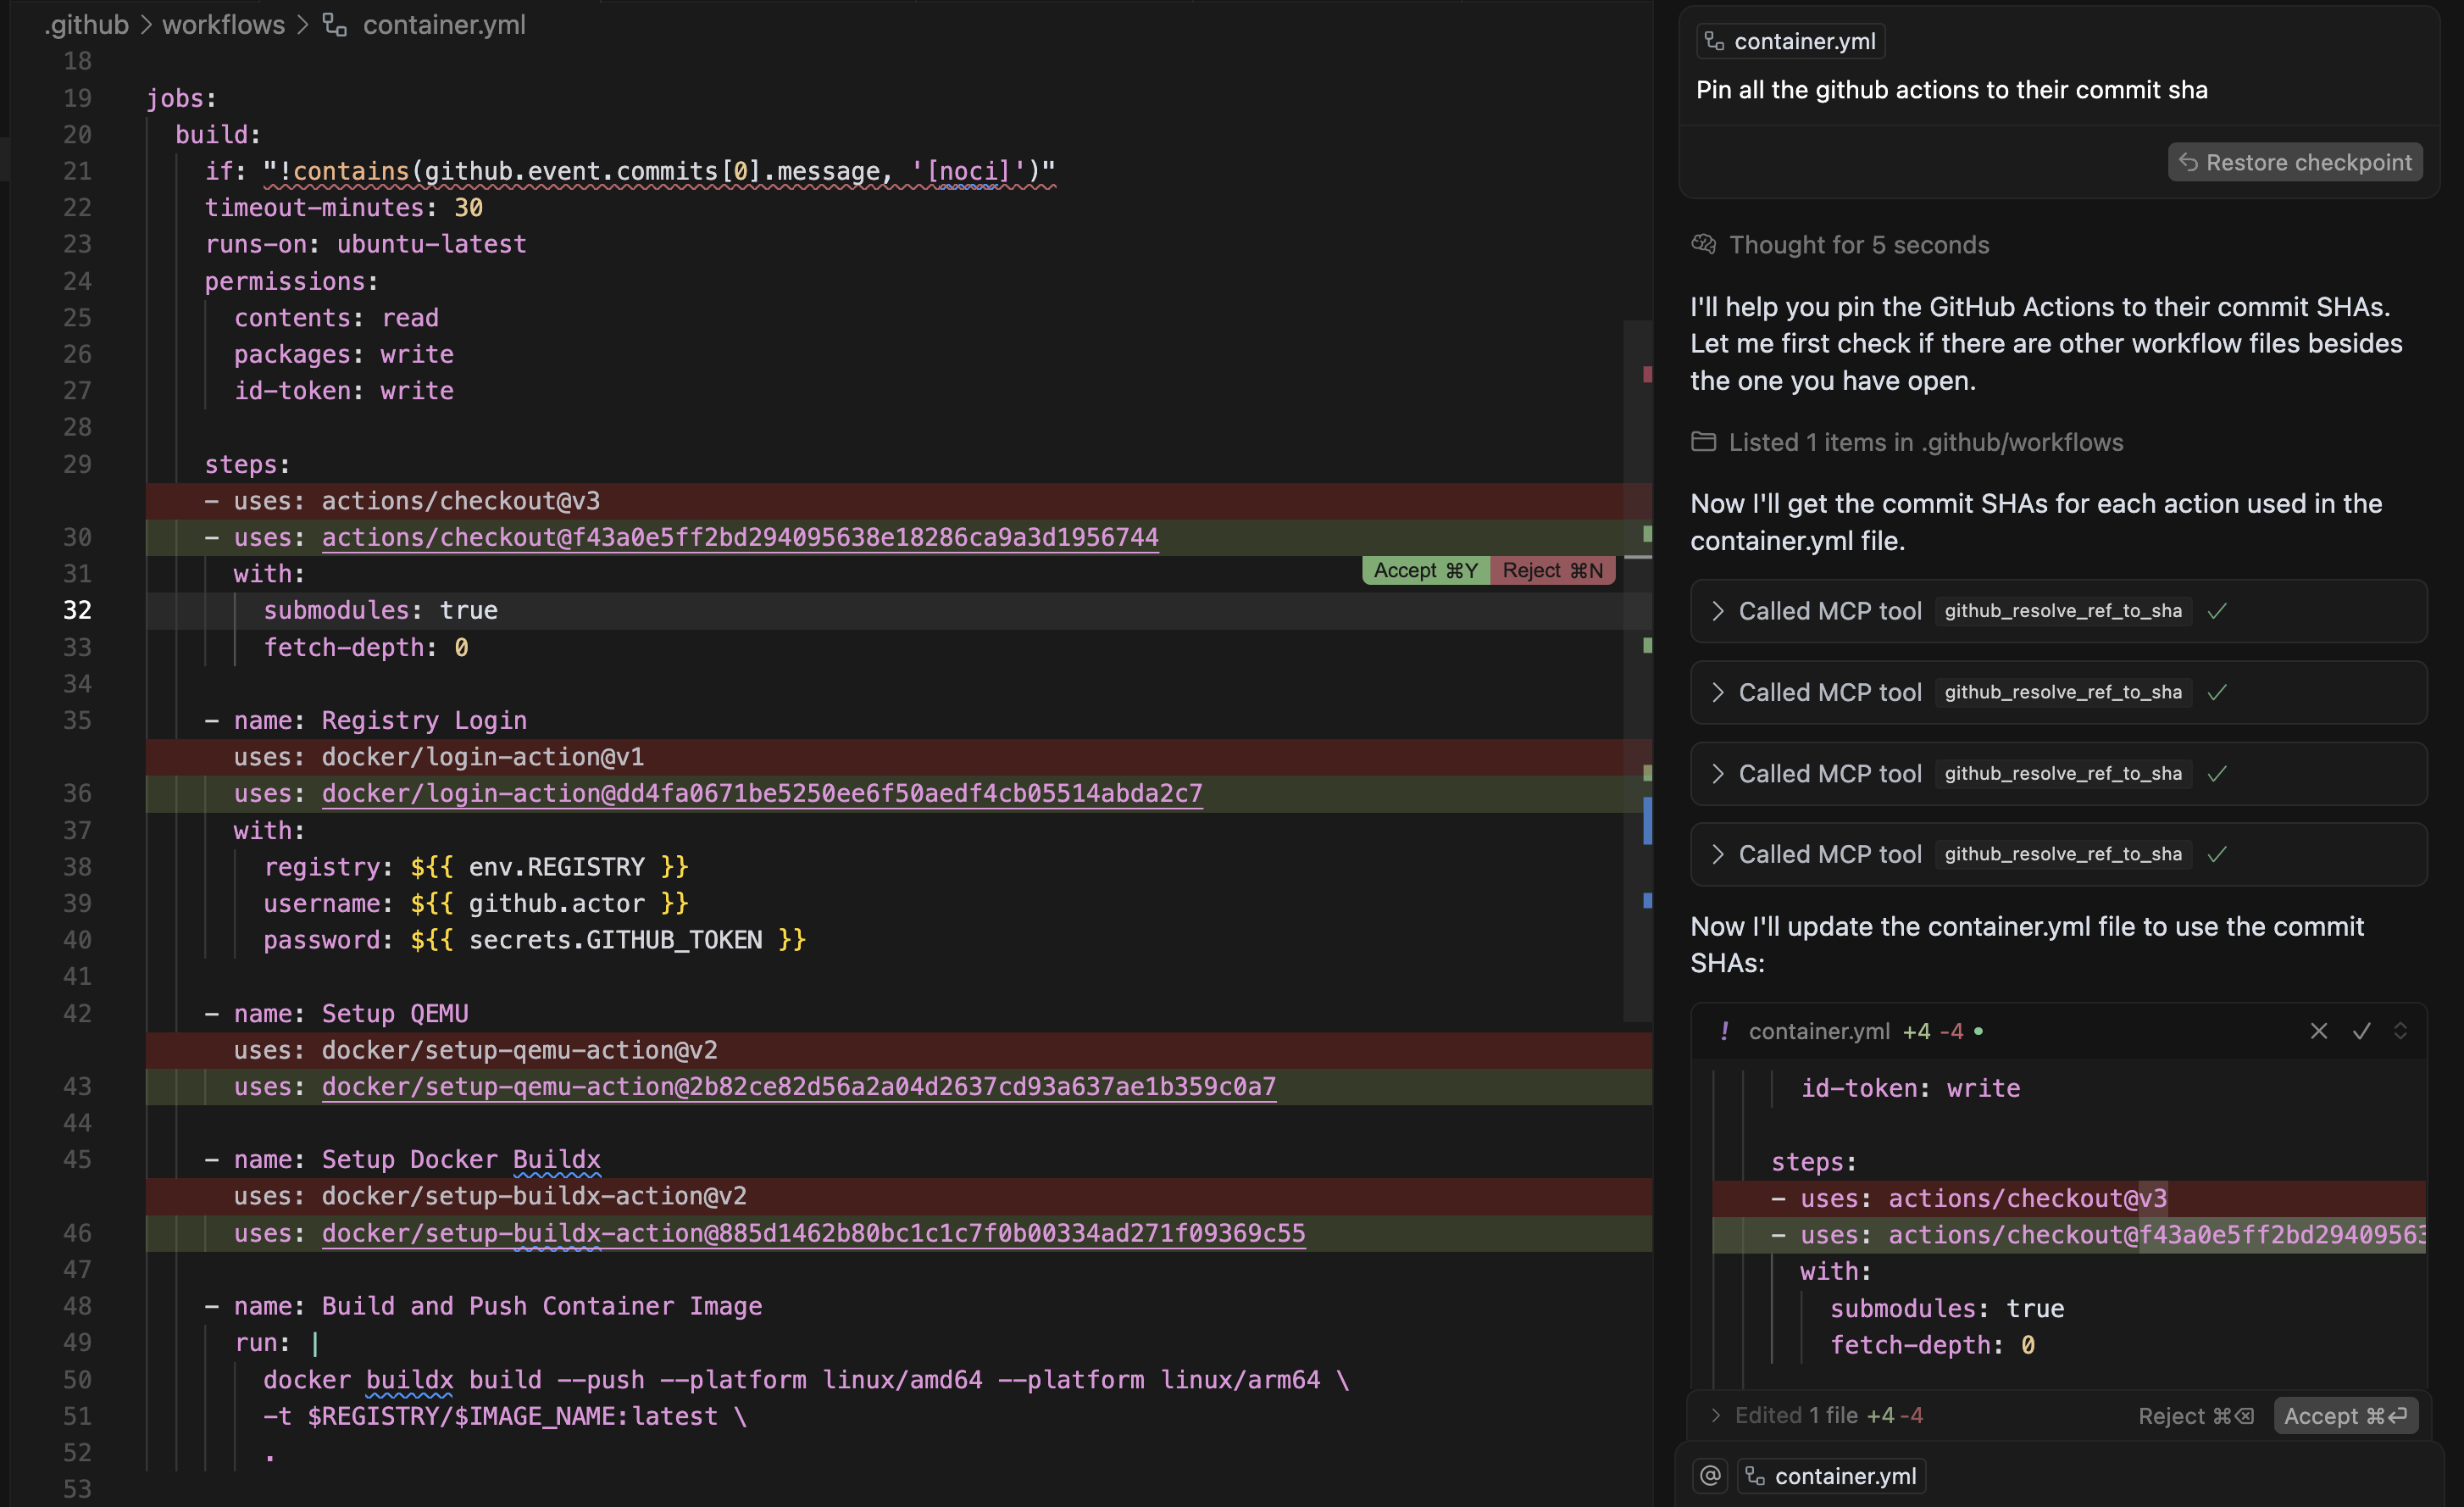 .github > workflows > container.yml
18
19 jobs:
20 build:
21 if: "!contains(github.event.commits[0].message, '[noci]')"
22 timeout-minutes: 30
23 runs-on: ubuntu-latest
24 permissions:
25 contents: read
26 packages: write
27 id-token: write
28
29 steps:
- uses: actions/checkout@v3
30 - uses: actions/checkout@f43a0e5ff2bd294095638e18286ca9a3d1956744
31 with:
Accept ⌘Y Reject ⌘N
32 submodules: true
33 fetch-depth: 0
34
35 - name: Registry Login
uses: docker/login-action@v1
36 uses: docker/login-action@dd4fa0671be5250ee6f50aedf4cb05514abda2c7
37 with:
38 registry: ${{ env.REGISTRY }}
39 username: ${{ github.actor }}
40 password: ${{ secrets.GITHUB_TOKEN }}
41
42 - name: Setup QEMU
uses: docker/setup-qemu-action@v2
43 uses: docker/setup-qemu-action@2b82ce82d56a2a04d2637cd93a637ae1b359c0a7
44
45 - name: Setup Docker Buildx
uses: docker/setup-buildx-action@v2
46 uses: docker/setup-buildx-action@885d1462b80bc1c1c7f0b00334ad271f09369c55
47
48 - name: Build and Push Container Image
49 run: |
50 docker buildx build --push --platform linux/amd64 --platform linux/arm64 \
51 -t $REGISTRY/$IMAGE_NAME:latest \
52 .
53
container.yml
Pin all the github actions to their commit sha
Restore checkpoint
Thought for 5 seconds
I'll help you pin the GitHub Actions to their commit SHAs.
Let me first check if there are other workflow files besides
the one you have open.
Listed 1 items in .github/workflows
Now I'll get the commit SHAs for each action used in the
container.yml file.
> Called MCP tool github_resolve_ref_to_sha ✓
> Called MCP tool github_resolve_ref_to_sha ✓
> Called MCP tool github_resolve_ref_to_sha ✓
> Called MCP tool github_resolve_ref_to_sha ✓
Now I'll update the container.yml file to use the commit
SHAs:
! container.yml +4 -4 •
id-token: write
steps:
- uses: actions/checkout@v3
- uses: actions/checkout@f43a0e5ff2bd29409563
with:
submodules: true
fetch-depth: 0
> Edited 1 file +4 -4 Reject ⌘⌫ Accept ⌘⏎
@ container.yml